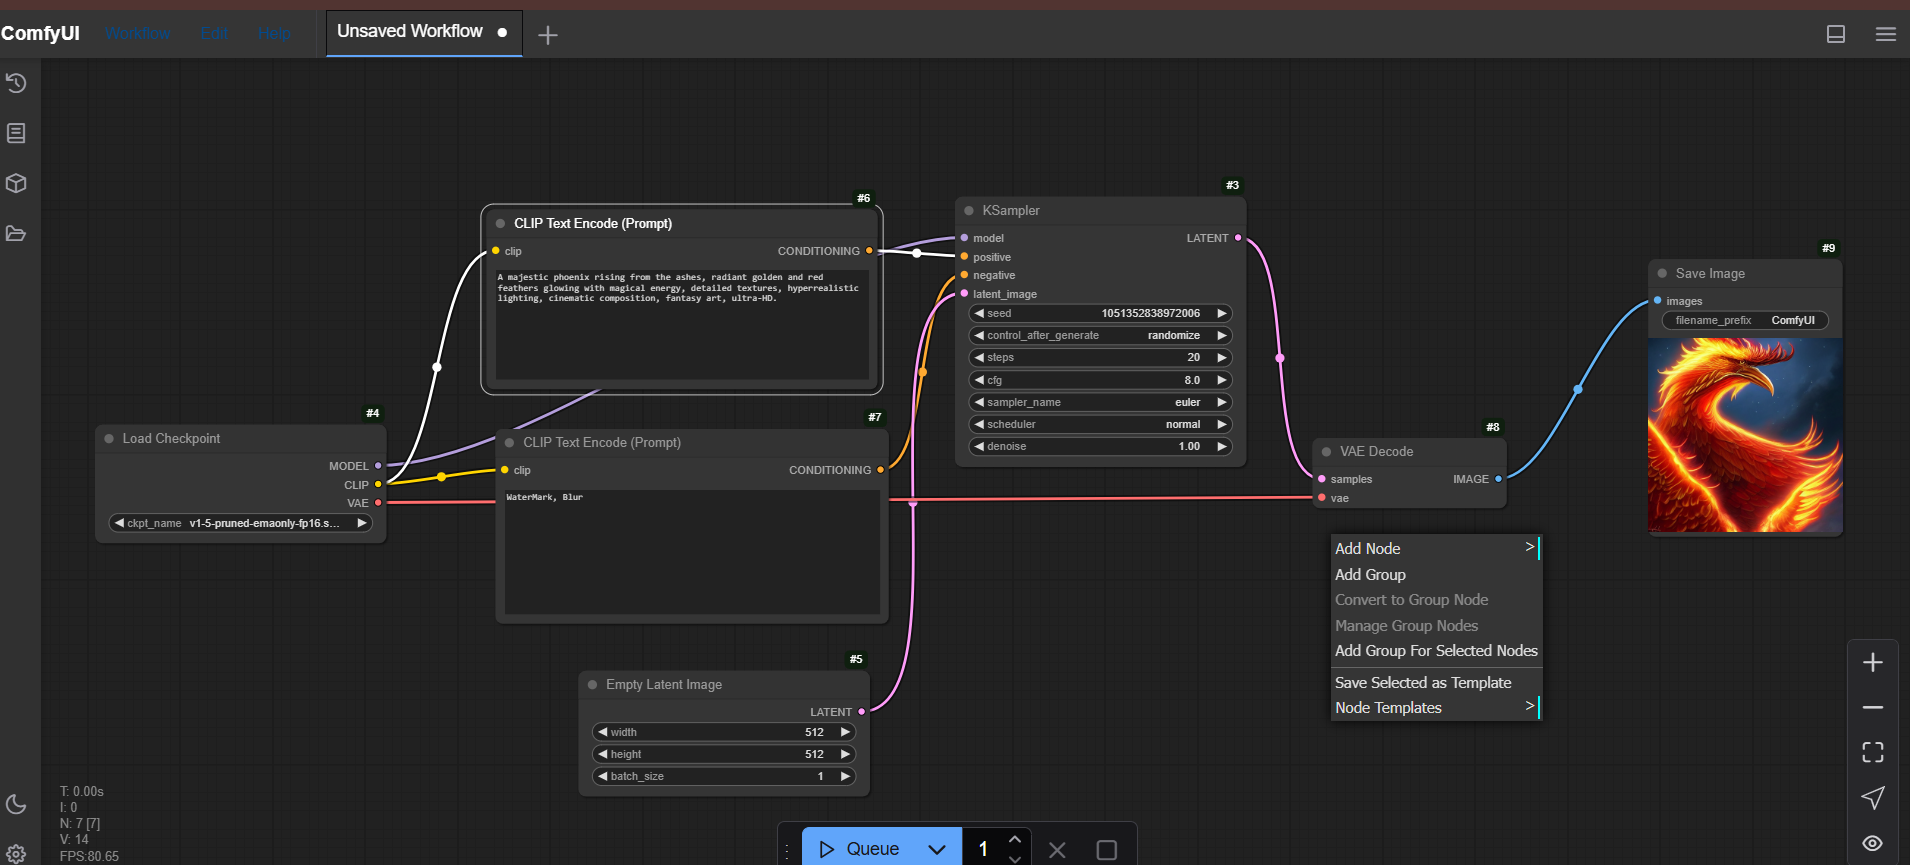 ComfyUI
Workflow
Edit
Help
Unsaved Workflow
#6
CLIP Text Encode (Prompt)
clip
CONDITIONING
A majestic phoenix rising from the ashes, radiant golden and red
feathers glowing with magical energy, detailed textures, hyperrealistic
lighting, cinematic composition, fantasy art, ultra-HD.
#3
KSampler
model
LATENT
positive
negative
latent_image
seed 1051352838972006
control_after_generate randomize
steps 20
cfg 8.0
sampler_name euler
scheduler normal
denoise 1.00
#9
Save Image
images
filename_prefix ComfyUI
#4
Load Checkpoint
MODEL
CLIP
VAE
ckpt_name v1-5-pruned-emaonly-fp16.s...
#7
CLIP Text Encode (Prompt)
clip
CONDITIONING
WaterMark, Blur
#8
VAE Decode
samples
IMAGE
vae
Add Node >
Add Group
Convert to Group Node
Manage Group Nodes
Add Group For Selected Nodes
Save Selected as Template
Node Templates >
#5
Empty Latent Image
LATENT
width 512
height 512
batch_size 1
T: 0.00s
I: 0
N: 7 [7]
V: 14
FPS:80.65
Queue
1